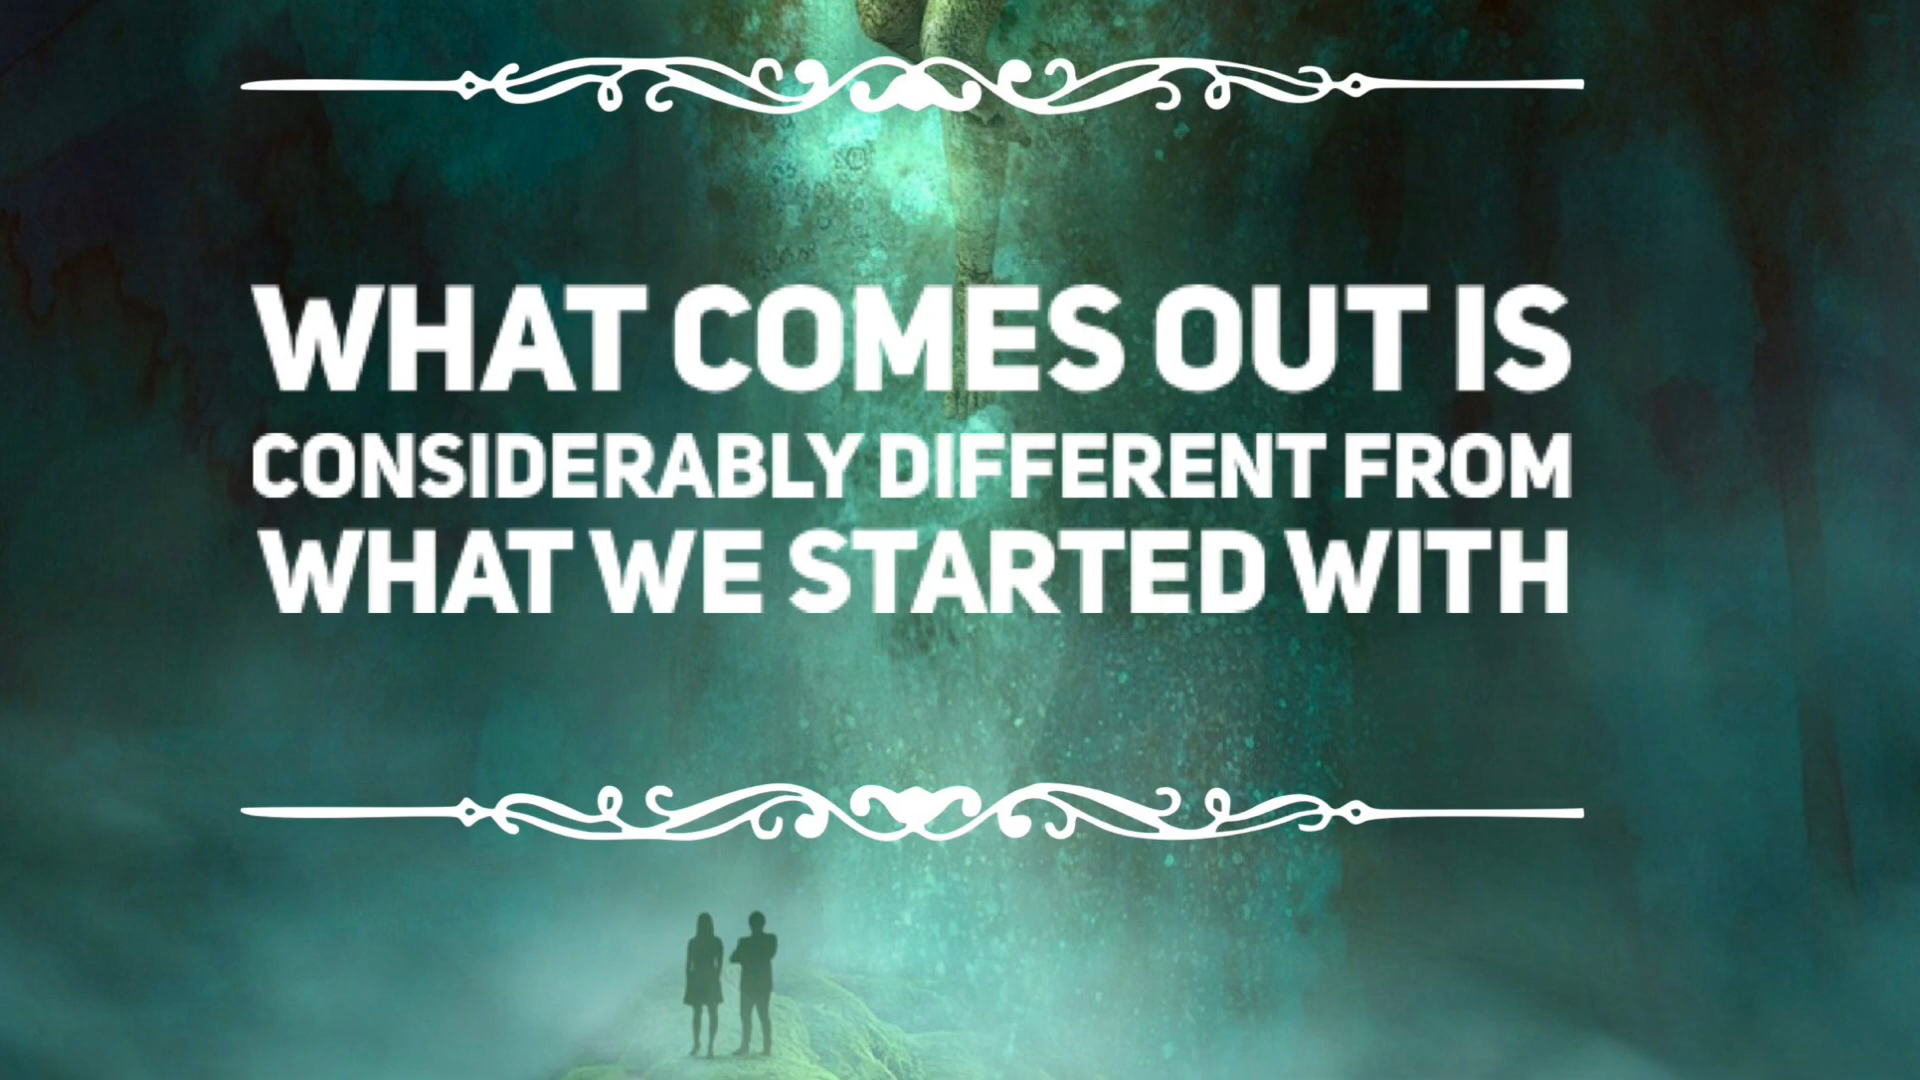 WHAT COMES OUT IS
CONSIDERABLY DIFFERENT FROM
WHAT WE STARTED WITH